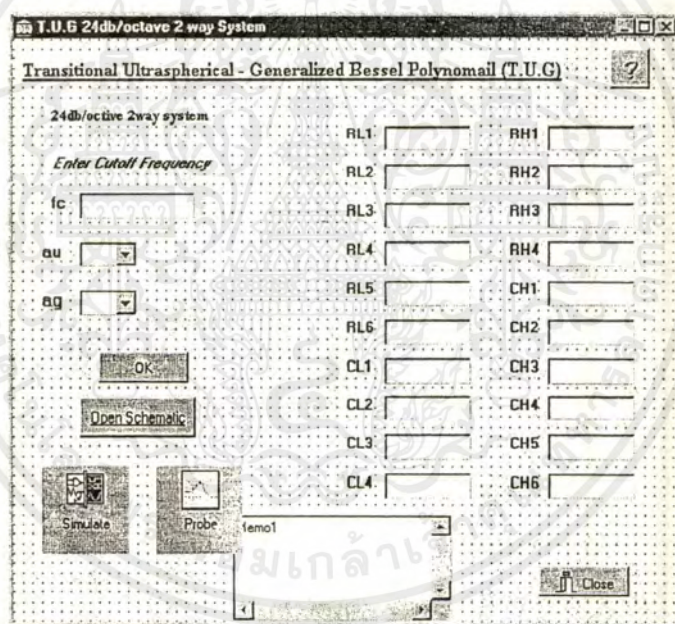 T.U.G 24db/octave 2 way System
Transitional Ultraspherical - Generalized Bessel Polynomail (T.U.G)
?
24db/octive 2way system
Enter Cutoff Frequency
fc
au
ag
OK
Open Schematic
Simulate
Probe
RL1
RL2
RL3
RL4
RL5
RL6
CL1
CL2
CL3
CL4
RH1
RH2
RH3
RH4
CH1
CH2
CH3
CH4
CH5
CH6
Memo1
Close